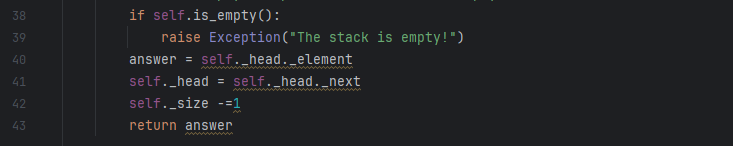 38 if self.is_empty():
39 raise Exception("The stack is empty!")
40 answer = self._head._element
41 self._head = self._head._next
42 self._size -=1
43 return answer